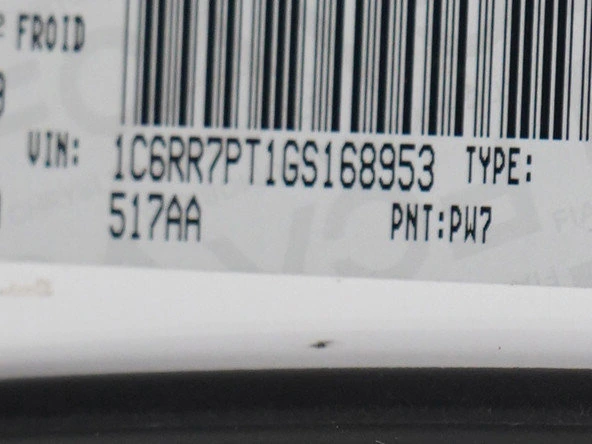 FROID
VIN: 1C6RR7PT1GS168953 TYPE:
517AA PNT:PW7